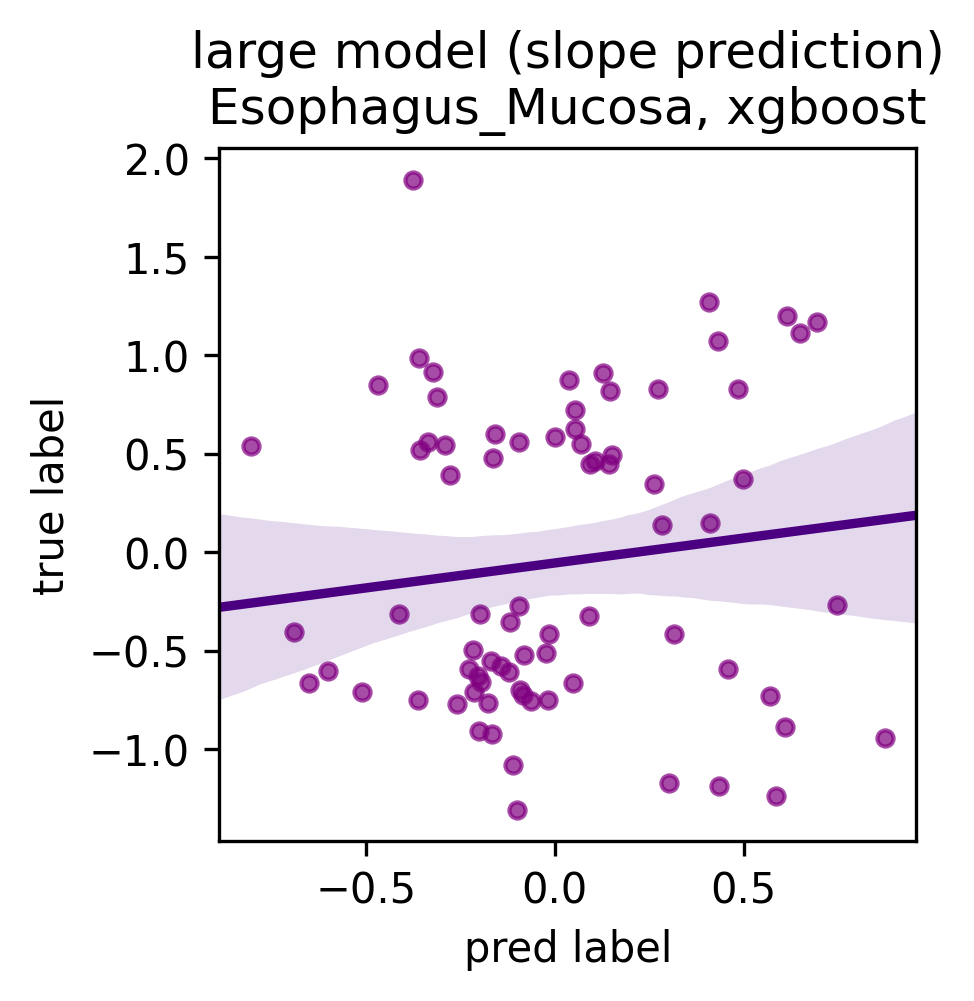 large model (slope prediction)
Esophagus_Mucosa, xgboost
2.0
1.5
1.0
0.5
0.0
−0.5
−1.0
true label
−0.5
0.0
0.5
pred label